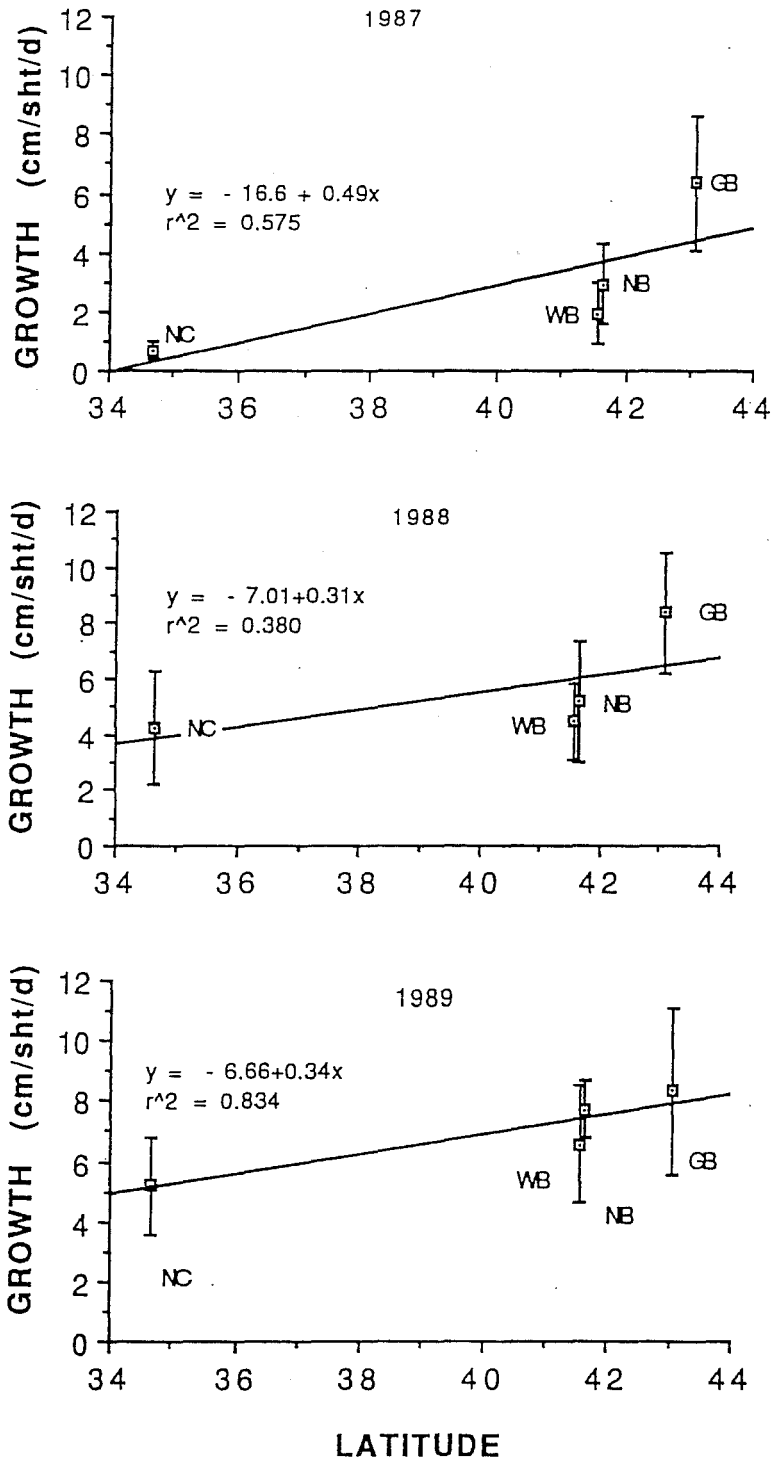 1987
GROWTH (cm/sht/d)
12
10
8
6
4
2
0
y = - 16.6 + 0.49x
r^2 = 0.575
GB
NB
WB
NC
34 36 38 40 42 44
1988
GROWTH (cm/sht/d)
12
10
8
6
4
2
0
y = - 7.01+0.31x
r^2 = 0.380
GB
NB
WB
NC
34 36 38 40 42 44
1989
GROWTH (cm/sht/d)
12
10
8
6
4
2
0
y = - 6.66+0.34x
r^2 = 0.834
GB
WB
NB
NC
34 36 38 40 42 44
LATITUDE